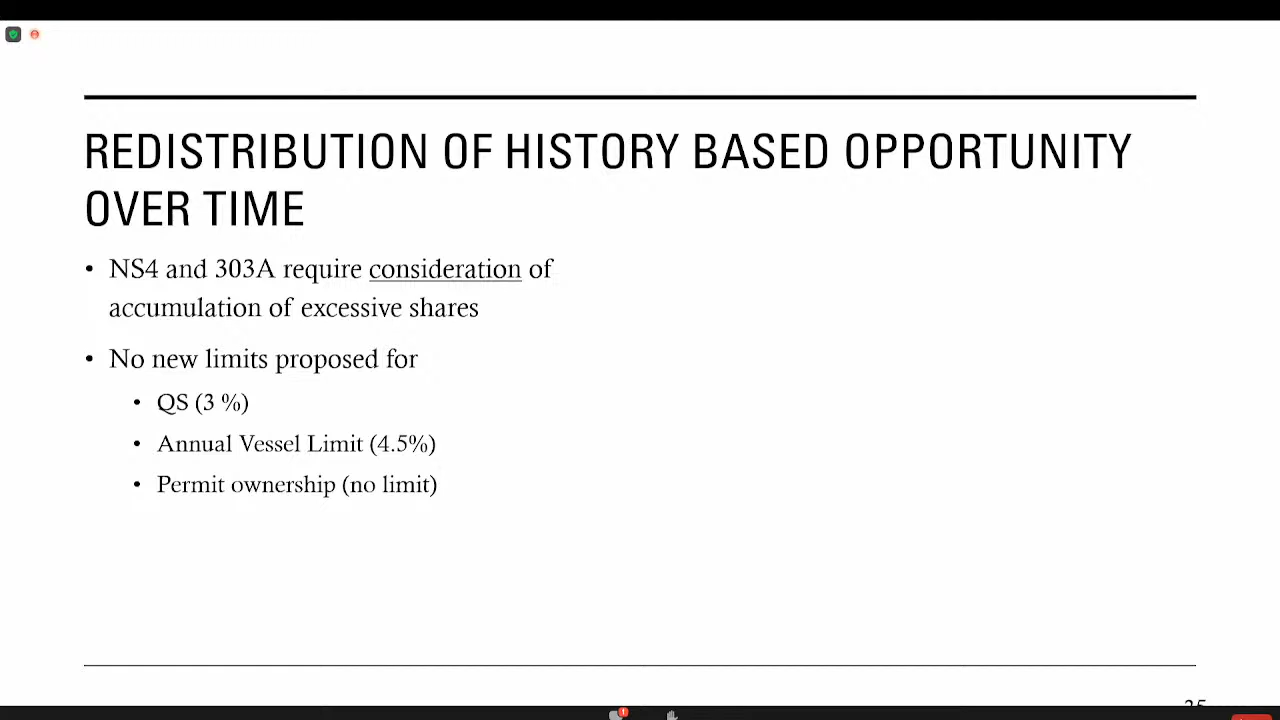 REDISTRIBUTION OF HISTORY BASED OPPORTUNITY
OVER TIME
• NS4 and 303A require consideration of
accumulation of excessive shares
• No new limits proposed for
• QS (3 %)
• Annual Vessel Limit (4.5%)
• Permit ownership (no limit)